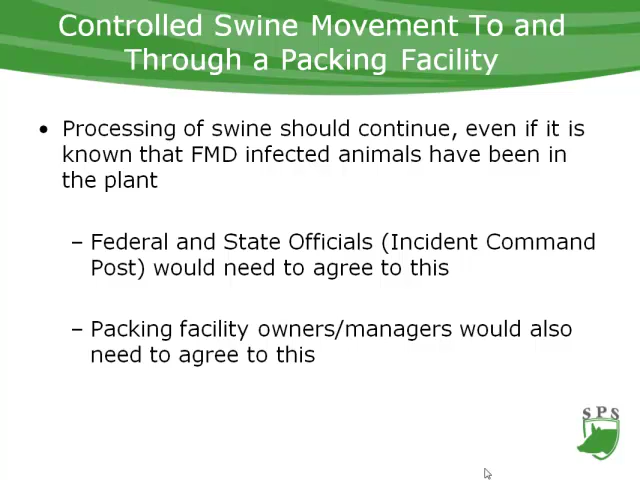 Controlled Swine Movement To and
Through a Packing Facility
• Processing of swine should continue, even if it is
known that FMD infected animals have been in
the plant
– Federal and State Officials (Incident Command
Post) would need to agree to this
– Packing facility owners/managers would also
need to agree to this
SPS